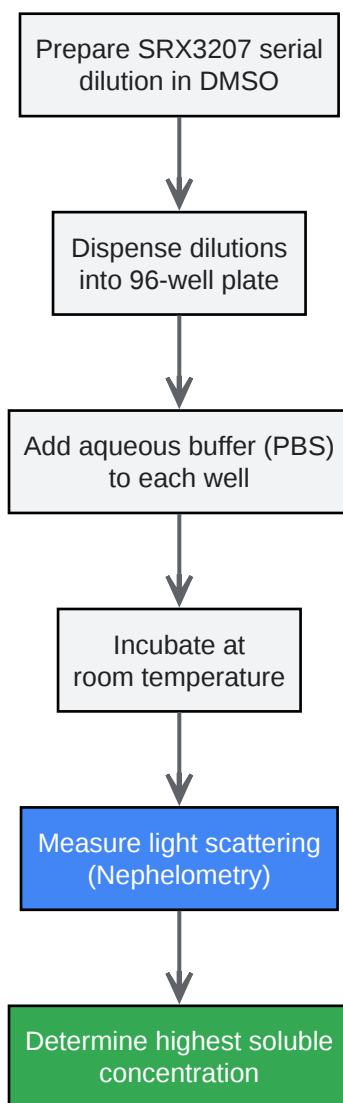 Prepare SRX3207 serial
dilution in DMSO
Dispense dilutions
into 96-well plate
Add aqueous buffer (PBS)
to each well
Incubate at
room temperature
Measure light scattering
(Nephelometry)
Determine highest soluble
concentration